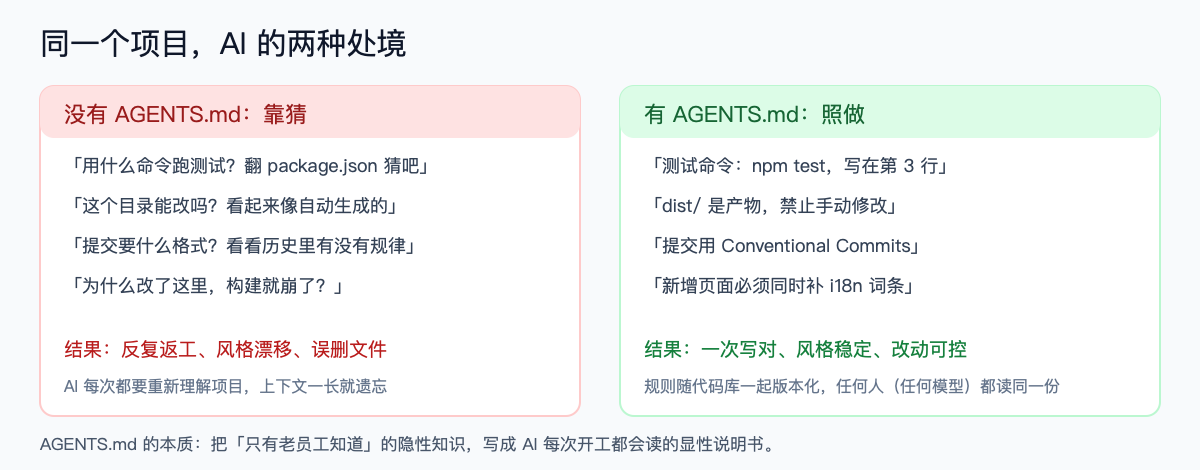 同一个项目，AI 的两种处境
没有 AGENTS.md：靠猜
「用什么命令跑测试？翻 package.json 猜吧」
「这个目录能改吗？看起来像自动生成的」
「提交要什么格式？看看历史里有没有规律」
「为什么改了这里，构建就崩了？」
结果：反复返工、风格漂移、误删文件
AI 每次都要重新理解项目，上下文一长就遗忘
有 AGENTS.md：照做
「测试命令：npm test，写在第 3 行」
「dist/ 是产物，禁止手动修改」
「提交用 Conventional Commits」
「新增页面必须同时补 i18n 词条」
结果：一次写对、风格稳定、改动可控
规则随代码库一起版本化，任何人（任何模型）都读同一份
AGENTS.md 的本质：把「只有老员工知道」的隐性知识，写成 AI 每次开工都会读的显性说明书。